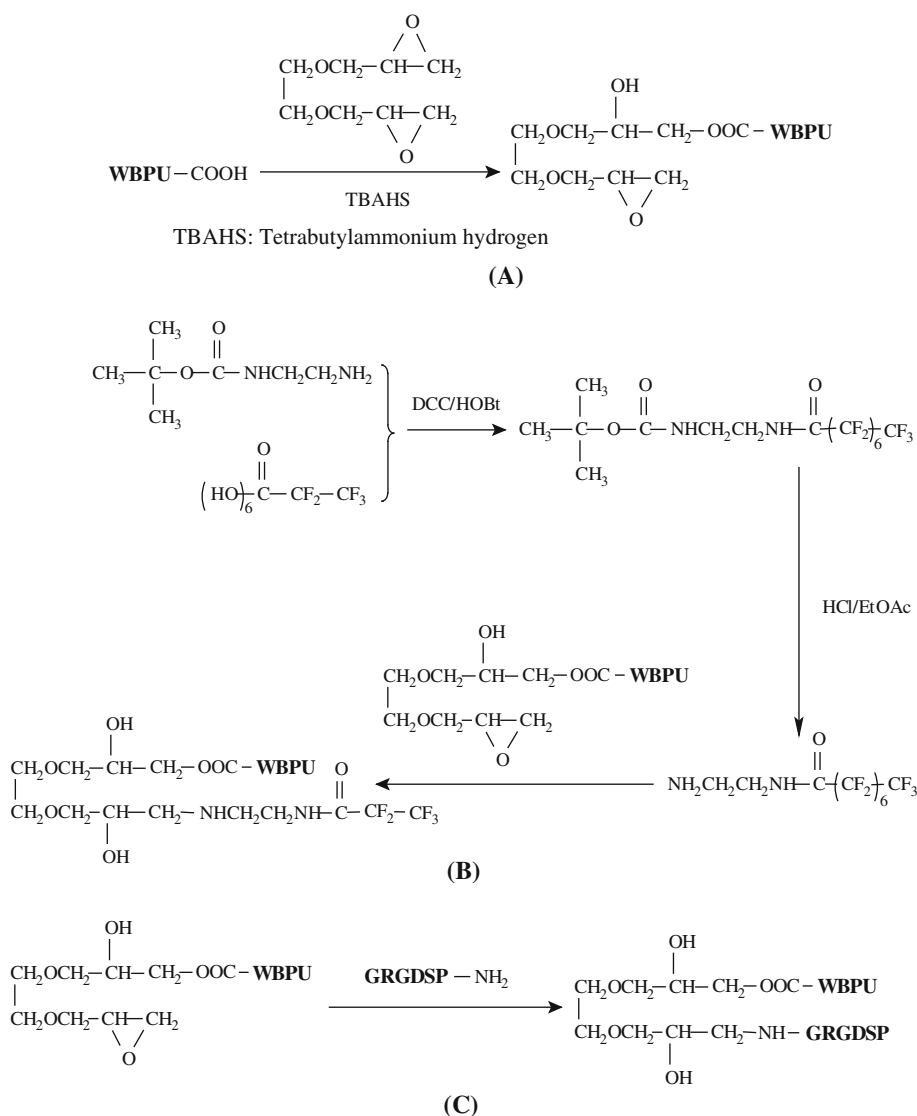 O
CH₂OCH₂–CH–CH₂
CH₂OCH₂–CH–CH₂
O
WBPU–COOH
TBAHS
OH
CH₂OCH₂–CH–CH₂–OOC–WBPU
CH₂OCH₂–CH–CH₂
O
TBAHS: Tetrabutylammonium hydrogen
(A)
CH₃
O
CH₃–C–O–C–NHCH₂CH₂NH₂
CH₃
O
(HO)₆C–CF₂–CF₃
DCC/HOBt
CH₃
O
O
CH₃–C–O–C–NHCH₂CH₂NH–C(CF₂)₆CF₃
CH₃
HCl/EtOAc
O
NH₂CH₂CH₂NH–C(CF₂)₆CF₃
OH
CH₂OCH₂–CH–CH₂–OOC–WBPU
CH₂OCH₂–CH–CH₂
O
OH
CH₂OCH₂–CH–CH₂–OOC–WBPU
O
CH₂OCH₂–CH–CH₂–NHCH₂CH₂NH–C–CF₂–CF₃
OH
(B)
OH
CH₂OCH₂–CH–CH₂–OOC–WBPU
CH₂OCH₂–CH–CH₂
O
GRGDSP–NH₂
OH
CH₂OCH₂–CH–CH₂–OOC–WBPU
CH₂OCH₂–CH–CH₂–NH–GRGDSP
OH
(C)